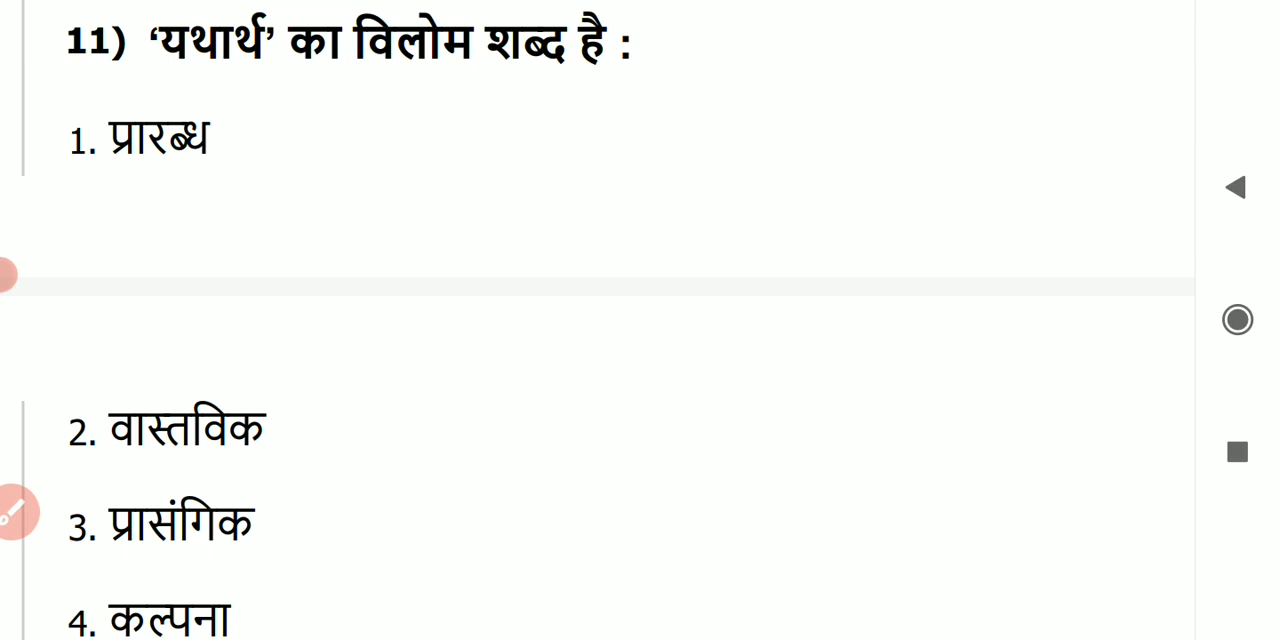 11) ‘यथार्थ’ का विलोम शब्द है :
1. प्रारब्ध
2. वास्तविक
3. प्रासंगिक
4. कल्पना